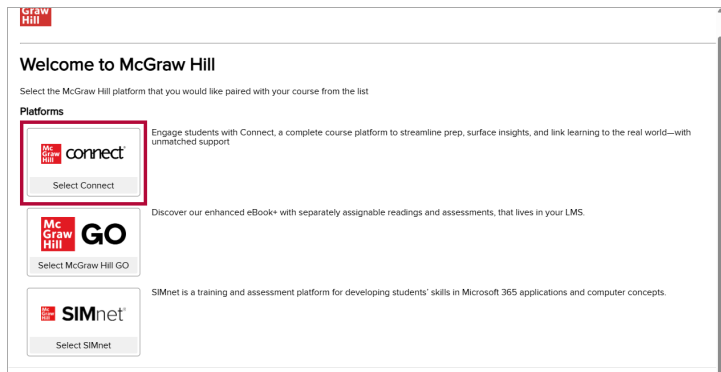 Graw
Hill
Welcome to McGraw Hill
Select the McGraw Hill platform that you would like paired with your course from the list
Platforms
Mc
Graw
Hill
connect
Engage students with Connect, a complete course platform to streamline prep, surface insights, and link learning to the real world—with
unmatched support
Select Connect
Mc
Graw
Hill
GO
Discover our enhanced eBook+ with separately assignable readings and assessments, that lives in your LMS.
Select McGraw Hill GO
Mc
Graw
Hill
SIMnet
SIMnet is a training and assessment platform for developing students' skills in Microsoft 365 applications and computer concepts.
Select SIMnet